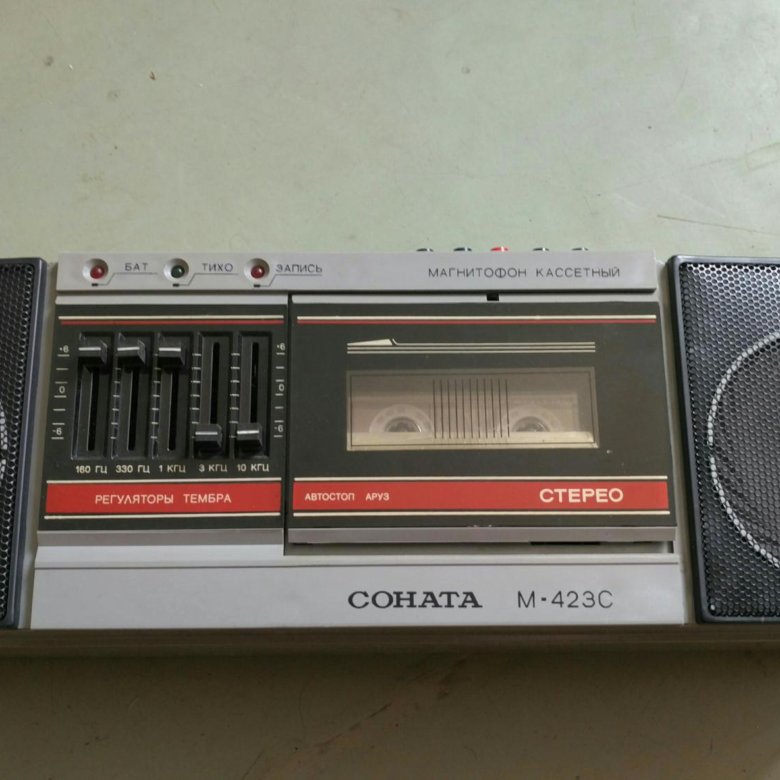 БАТ ТИХО ЗАПИСЬ
МАГНИТОФОН КАССЕТНЫЙ
+6 +6
0 0
-6 -6
160 ГЦ 330 ГЦ 1 КГЦ 3 КГЦ 10 КГЦ
РЕГУЛЯТОРЫ ТЕМБРА
АВТОСТОП АРУЗ СТЕРЕО
СОНАТА М-423С